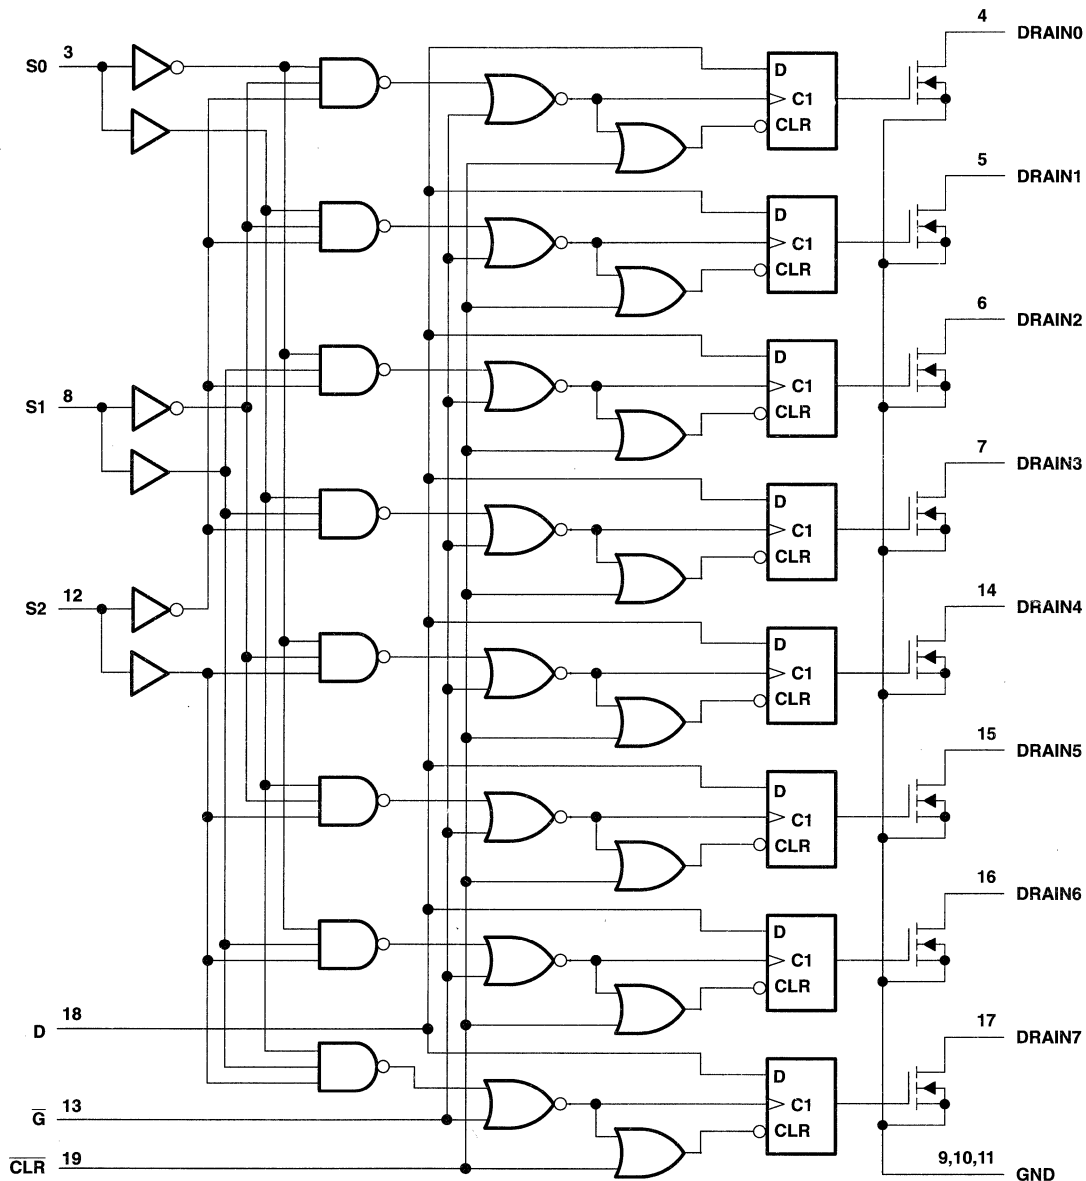 4
DRAIN0
3
S0
D
C1
CLR
5
DRAIN1
D
C1
CLR
6
DRAIN2
D
C1
CLR
8
S1
7
DRAIN3
D
C1
CLR
12
S2
14
DRAIN4
D
C1
CLR
15
DRAIN5
D
C1
CLR
16
DRAIN6
D
C1
CLR
18
D
17
DRAIN7
D
C1
CLR
13
G
19
CLR
9,10,11
GND